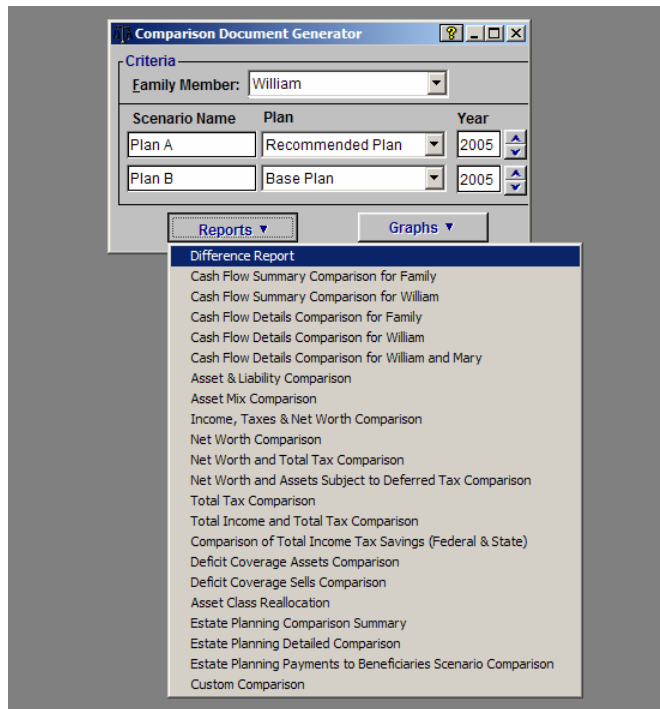 Comparison Document Generator
Criteria
Family Member: William
Scenario Name Plan Year
Plan A Recommended Plan 2005
Plan B Base Plan 2005
Reports Graphs
Difference Report
Cash Flow Summary Comparison for Family
Cash Flow Summary Comparison for William
Cash Flow Details Comparison for Family
Cash Flow Details Comparison for William
Cash Flow Details Comparison for William and Mary
Asset & Liability Comparison
Asset Mix Comparison
Income, Taxes & Net Worth Comparison
Net Worth Comparison
Net Worth and Total Tax Comparison
Net Worth and Assets Subject to Deferred Tax Comparison
Total Tax Comparison
Total Income and Total Tax Comparison
Comparison of Total Income Tax Savings (Federal & State)
Deficit Coverage Assets Comparison
Deficit Coverage Sells Comparison
Asset Class Reallocation
Estate Planning Comparison Summary
Estate Planning Detailed Comparison
Estate Planning Payments to Beneficiaries Scenario Comparison
Custom Comparison